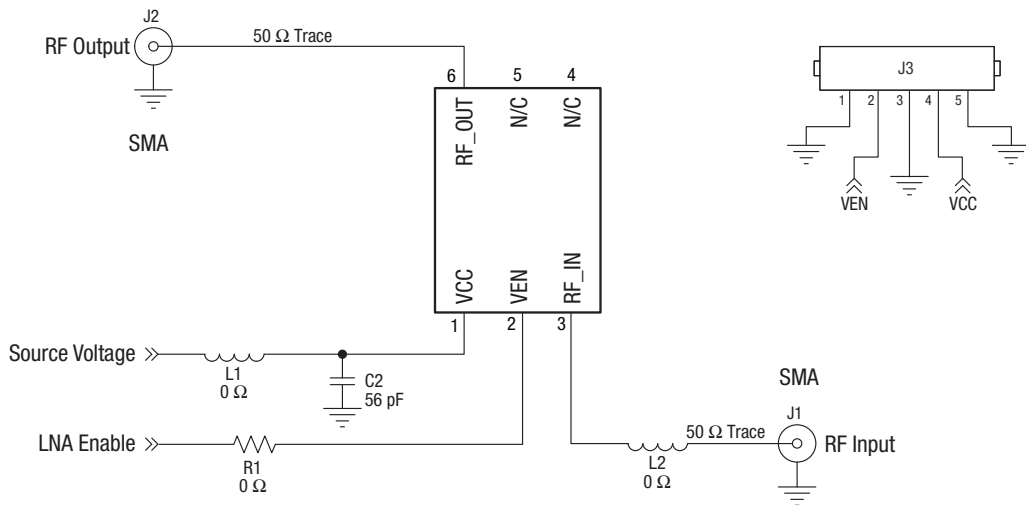 J2
RF Output
50 Ω Trace
SMA
6
5
4
RF_OUT
N/C
N/C
VCC
VEN
RF_IN
1
2
3
J3
1
2
3
4
5
VEN
VCC
Source Voltage
L1
0 Ω
C2
56 pF
LNA Enable
R1
0 Ω
SMA
J1
50 Ω Trace
RF Input
L2
0 Ω